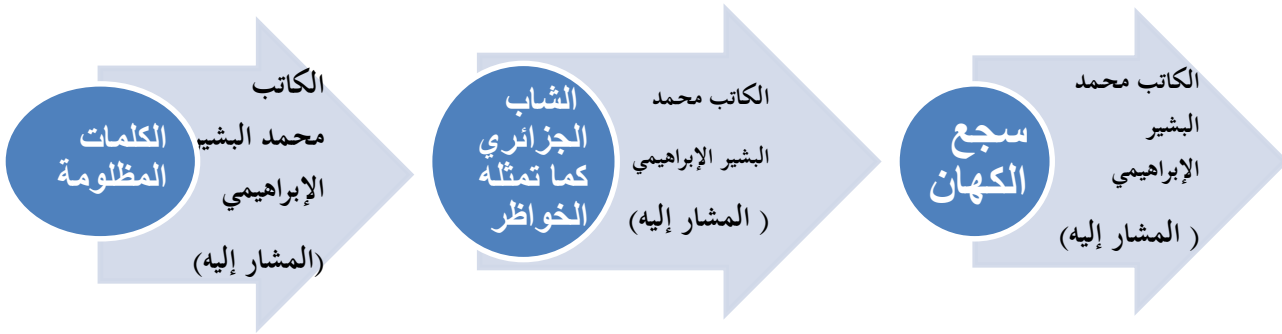 سجع
الكهان
الكاتب محمد
البشير
الإبراهيمي
( المشار إليه)
الشاب
الجزائري
كما تمثله
الخواظر
الكاتب محمد
البشير الإبراهيمي
( المشار إليه)
الكلمات
المظلومة
الكاتب
محمد البشير
الإبراهيمي
(المشار إليه)